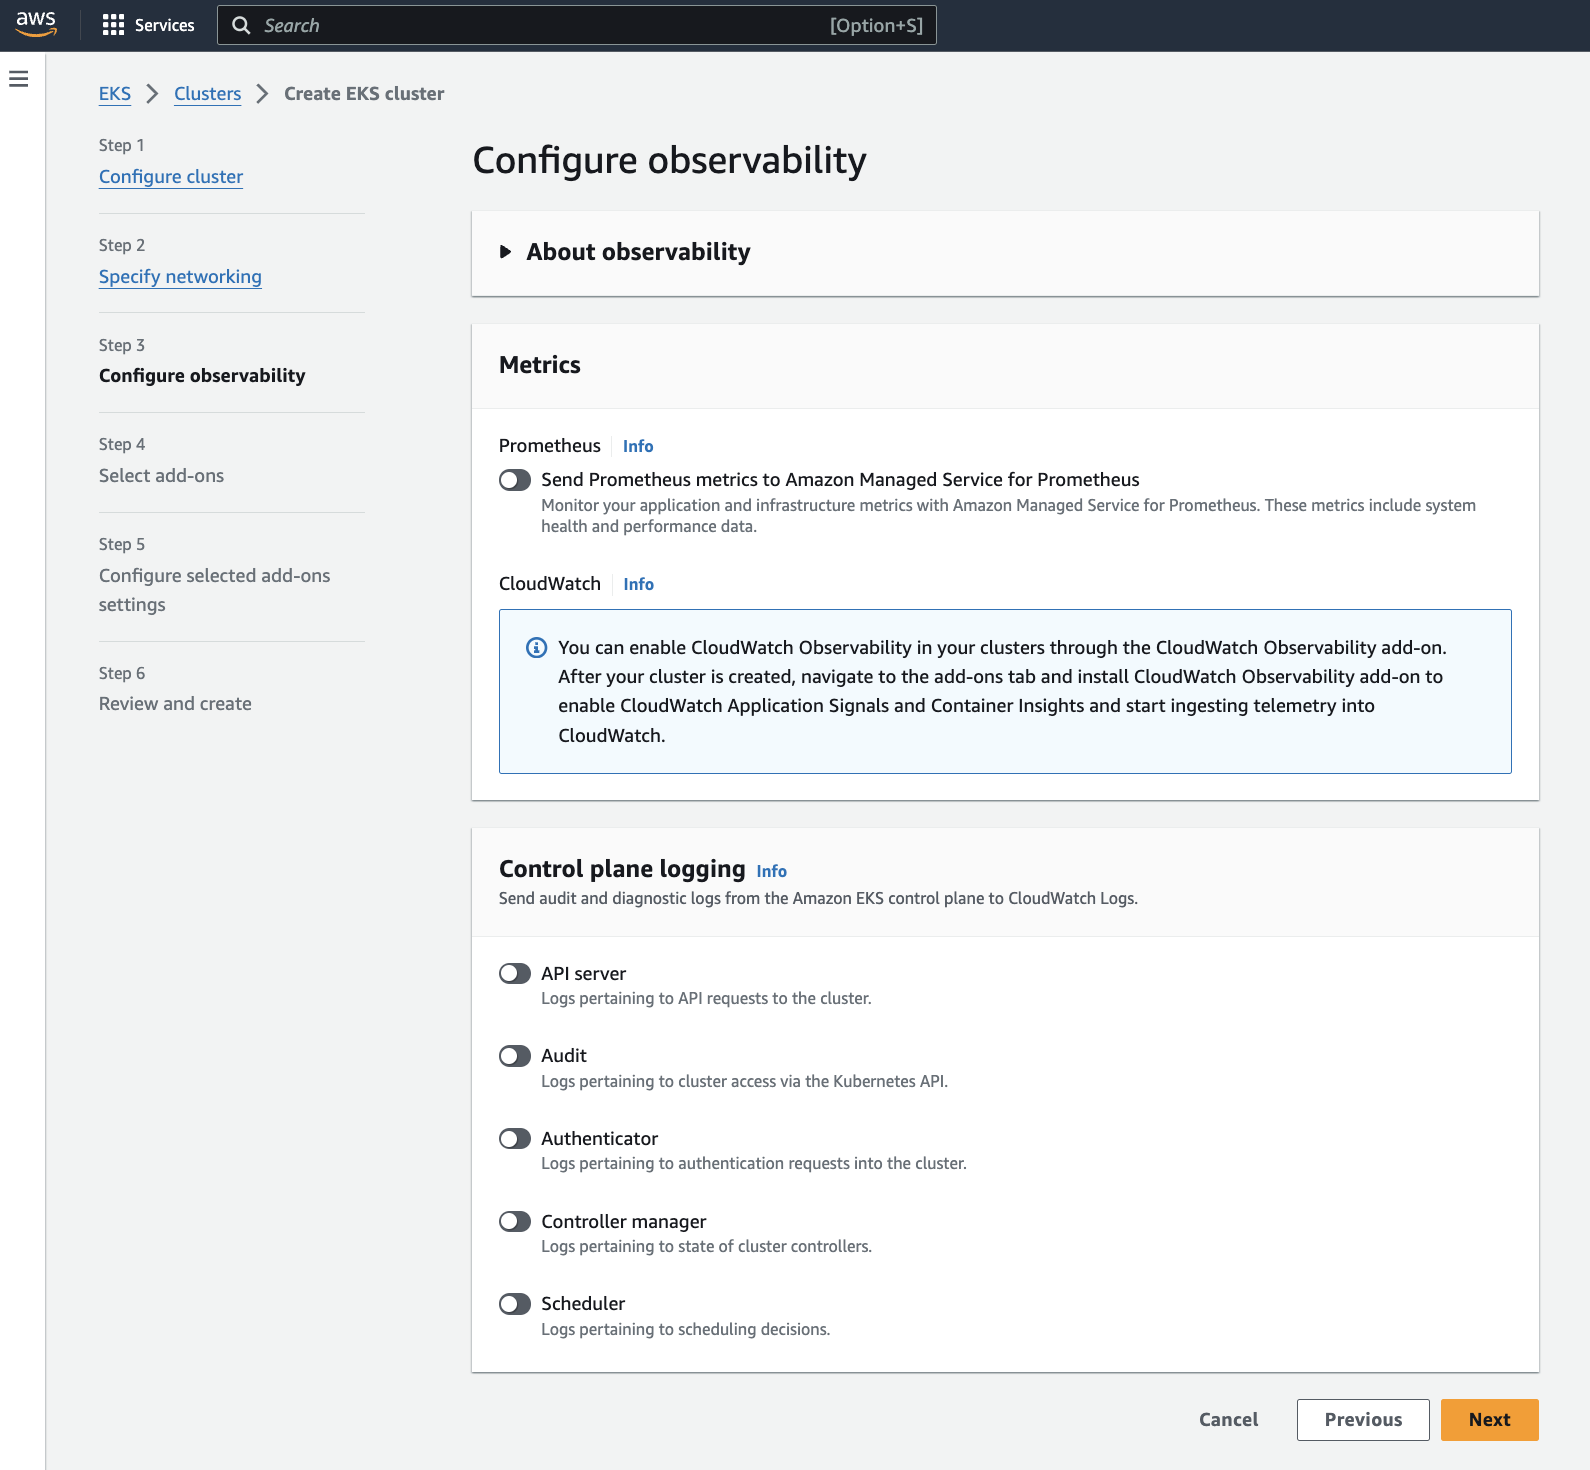 aws
Services
Search
[Option+S]
EKS > Clusters > Create EKS cluster
Step 1
Configure cluster
Step 2
Specify networking
Step 3
Configure observability
Step 4
Select add-ons
Step 5
Configure selected add-ons
settings
Step 6
Review and create
Configure observability
About observability
Metrics
Prometheus
Info
Send Prometheus metrics to Amazon Managed Service for Prometheus
Monitor your application and infrastructure metrics with Amazon Managed Service for Prometheus. These metrics include system
health and performance data.
CloudWatch
Info
You can enable CloudWatch Observability in your clusters through the CloudWatch Observability add-on.
After your cluster is created, navigate to the add-ons tab and install CloudWatch Observability add-on to
enable CloudWatch Application Signals and Container Insights and start ingesting telemetry into
CloudWatch.
Control plane logging Info
Send audit and diagnostic logs from the Amazon EKS control plane to CloudWatch Logs.
API server
Logs pertaining to API requests to the cluster.
Audit
Logs pertaining to cluster access via the Kubernetes API.
Authenticator
Logs pertaining to authentication requests into the cluster.
Controller manager
Logs pertaining to state of cluster controllers.
Scheduler
Logs pertaining to scheduling decisions.
Cancel
Previous
Next